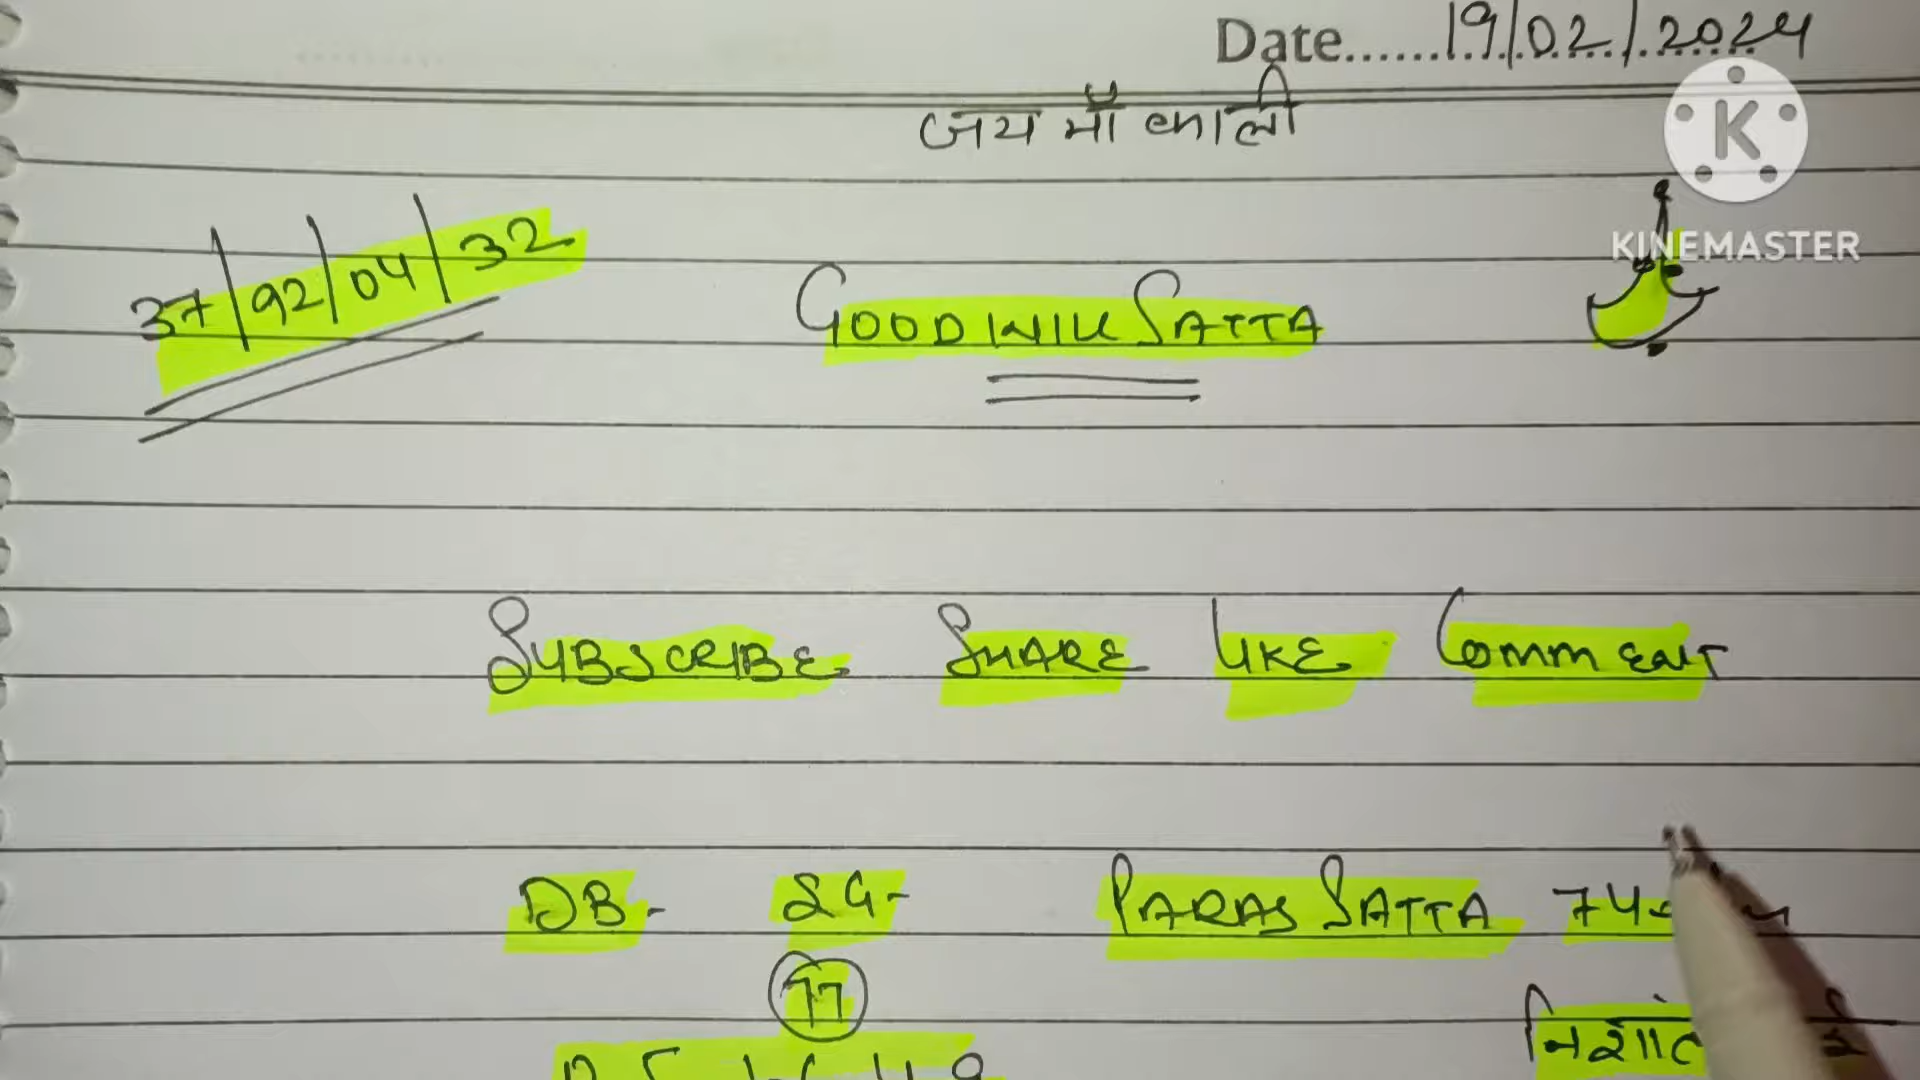 Date......19/02/2024
जय माँ काली
KINEMASTER
37/92/04/32
GOODWILL SATTA
SUBSCRIBE SHARE LIKE COMMENT
DB- SG- PARAS SATTA
77